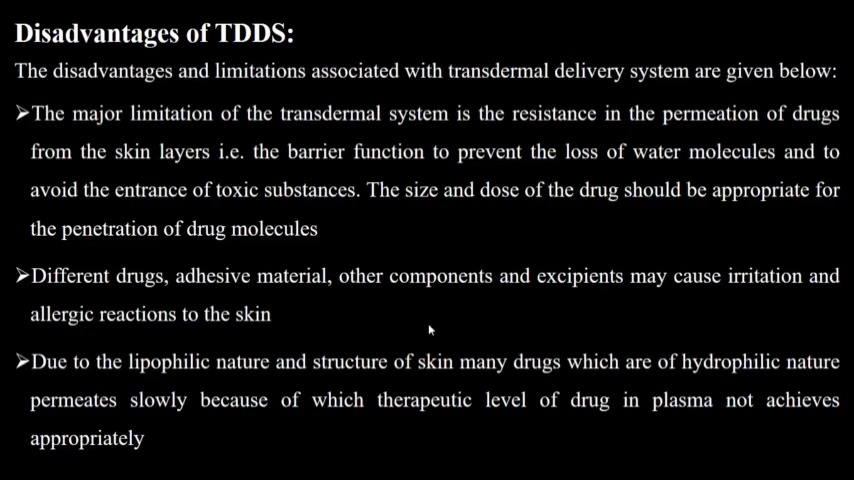 Disadvantages of TDDS:
The disadvantages and limitations associated with transdermal delivery system are given below:
➢The major limitation of the transdermal system is the resistance in the permeation of drugs
from the skin layers i.e. the barrier function to prevent the loss of water molecules and to
avoid the entrance of toxic substances. The size and dose of the drug should be appropriate for
the penetration of drug molecules
➢Different drugs, adhesive material, other components and excipients may cause irritation and
allergic reactions to the skin
➢Due to the lipophilic nature and structure of skin many drugs which are of hydrophilic nature
permeates slowly because of which therapeutic level of drug in plasma not achieves
appropriately